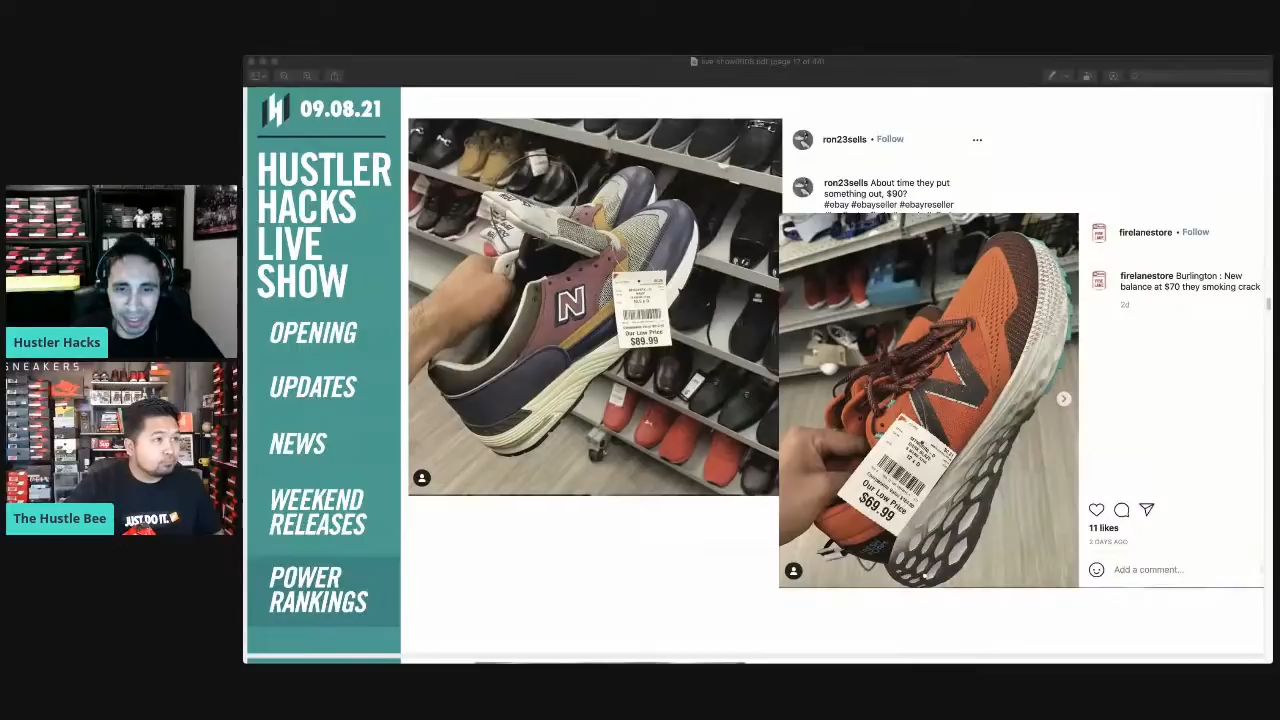 09.08.21
HUSTLER
HACKS
LIVE
SHOW
OPENING
UPDATES
NEWS
WEEKEND
RELEASES
POWER
RANKINGS
Hustler Hacks
SNEAKERS
JUST DO IT.
The Hustle Bee
N
Our Low Price
$89.99
ron23sells • Follow
ron23sells About time they put
something out, $90?
#ebay #ebayseller #ebayreseller
Our Low Price
$69.99
firelanestore • Follow
firelanestore Burlington : New
balance at $70 they smoking crack
2d
11 likes
2 DAYS AGO
Add a comment...